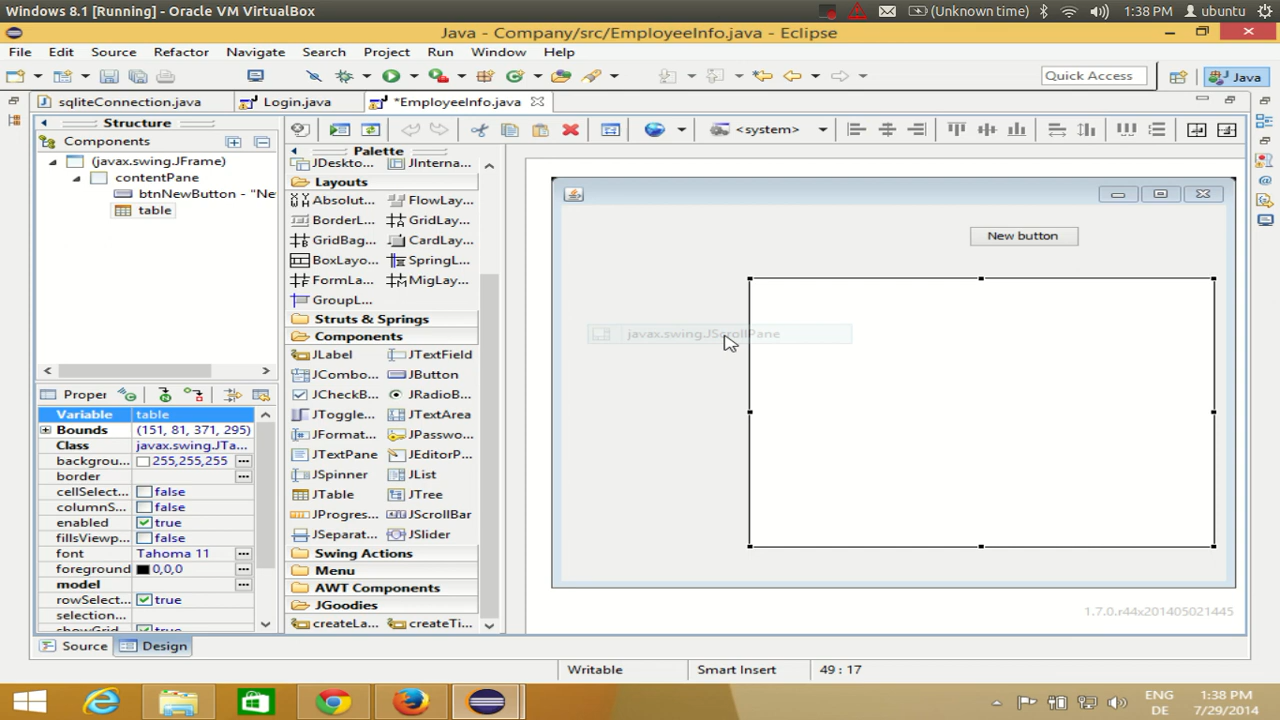 Windows 8.1 [Running] - Oracle VM VirtualBox
(Unknown time) 1:38 PM ubuntu
Java - Company/src/EmployeeInfo.java - Eclipse
File Edit Source Refactor Navigate Search Project Run Window Help
Quick Access Java
sqliteConnection.java Login.java *EmployeeInfo.java
Structure
Components
(javax.swing.JFrame)
contentPane
btnNewButton - "Ne
table
Palette
<system>
JDeskto... JInterna...
Layouts
Absolut... FlowLay...
BorderL... GridLay...
GridBag... CardLay...
BoxLayo... SpringL...
FormLa... MigLay...
GroupL...
Struts & Springs
Components
JLabel JTextField
JCombo... JButton
JCheckB... JRadioB...
JToggle... JTextArea
JFormat... JPasswo...
JTextPane JEditorP...
JSpinner JList
JTable JTree
JProgres... JScrollBar
JSeparat... JSlider
Swing Actions
Menu
AWT Components
JGoodies
createLa... createTi...
New button
javax.swing.JScrollPane
1.7.0.r44x201405021445
Proper
Variable table
Bounds (151, 81, 371, 295)
Class javax.swing.JTa...
backgrou... 255,255,255
border
cellSelect... false
columnS... false
enabled true
fillsViewp... false
font Tahoma 11
foreground 0,0,0
model
rowSelect... true
selection...
showGrid true
Source Design
Writable Smart Insert 49 : 17
ENG 1:38 PM
DE 7/29/2014